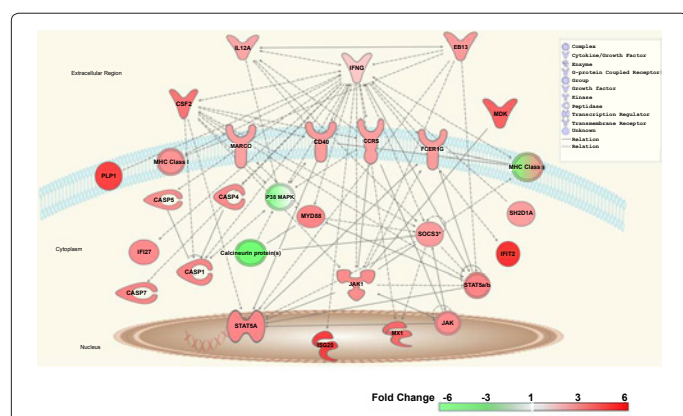 IL12A
EBI3
IFNG
Extracellular Region
CSF2
MDK
MARCO
CD40
CCR5
FCER1G
MHC Class I
MHC Class
PLP1
CASP5
CASP4
P38 MAPK
MYD88
SH2D1A
SOCS3*
Cytoplasm
IFI27
Calcineurin protein(s)
IFIT2
CASP1
JAK1
STAT5a/b
CASP7
STAT5A
MX1
JAK
ISG20
Nucleus
Complex
Cytokine/Growth Factor
Enzyme
G-protein Coupled Receptor
Group
Growth factor
Kinase
Peptidase
Transcription Regulator
Transmembrane Receptor
Unknown
Relation
Relation
Fold Change -6 -3 1 3 6